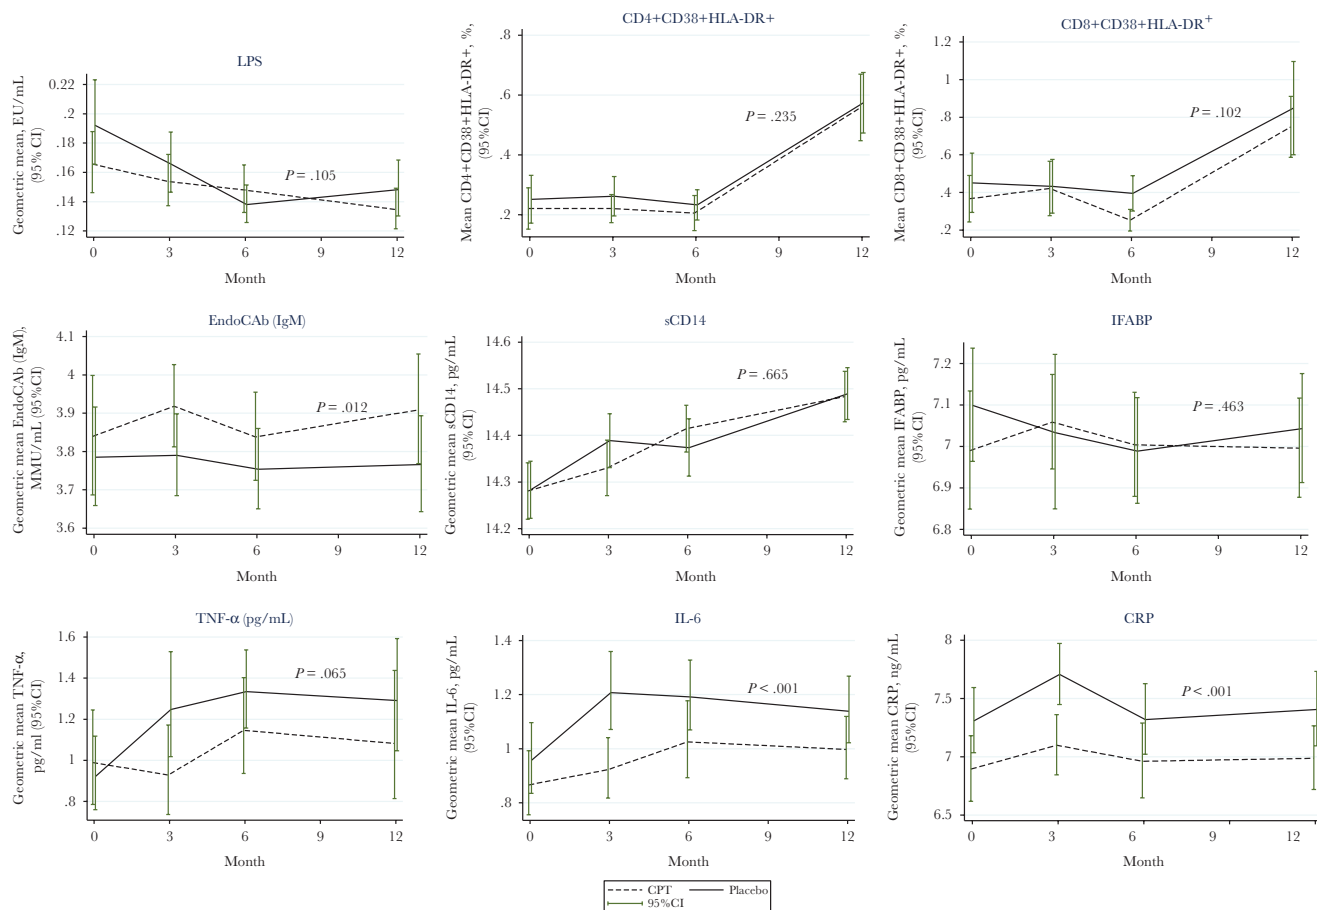 LPS
Geometric mean, EU/mL
(95% CI)
0.22
.2
.18
.16
.14
.12
P = .105
0 3 6 9 12
Month
CD4+CD38+HLA-DR+
Mean CD4+CD38+HLA-DR+, %,
(95%CI)
.8
.6
.4
.2
P = .235
0 3 6 9 12
Month
CD8+CD38+HLA-DR+
Mean CD8+CD38+HLA-DR+, %,
(95%CI)
1.2
1
.8
.6
.4
.2
P = .102
0 3 6 9 12
Month
EndoCAb (IgM)
Geometric mean EndoCAb (IgM),
MMU/mL (95%CI)
4.1
4
3.9
3.8
3.7
3.6
P = .012
0 3 6 9 12
Month
sCD14
Geometric mean sCD14, pg/mL
(95%CI)
14.6
14.5
14.4
14.3
14.2
P = .665
0 3 6 9 12
Month
IFABP
Geometric mean IFABP, pg/mL
(95%CI)
7.2
7.1
7
6.9
6.8
P = .463
0 3 6 9 12
Month
TNF-α (pg/mL)
Geometric mean TNF-α,
pg/ml (95%CI)
1.6
1.4
1.2
1
.8
P = .065
0 3 6 9 12
Month
IL-6
Geometric mean IL-6, pg/mL
(95%CI)
1.4
1.2
1
.8
P < .001
0 3 6 9 12
Month
CRP
Geometric mean CRP, ng/mL
(95%CI)
8
7.5
7
6.5
P < .001
0 3 6 9 12
Month
CPT Placebo
95%CI